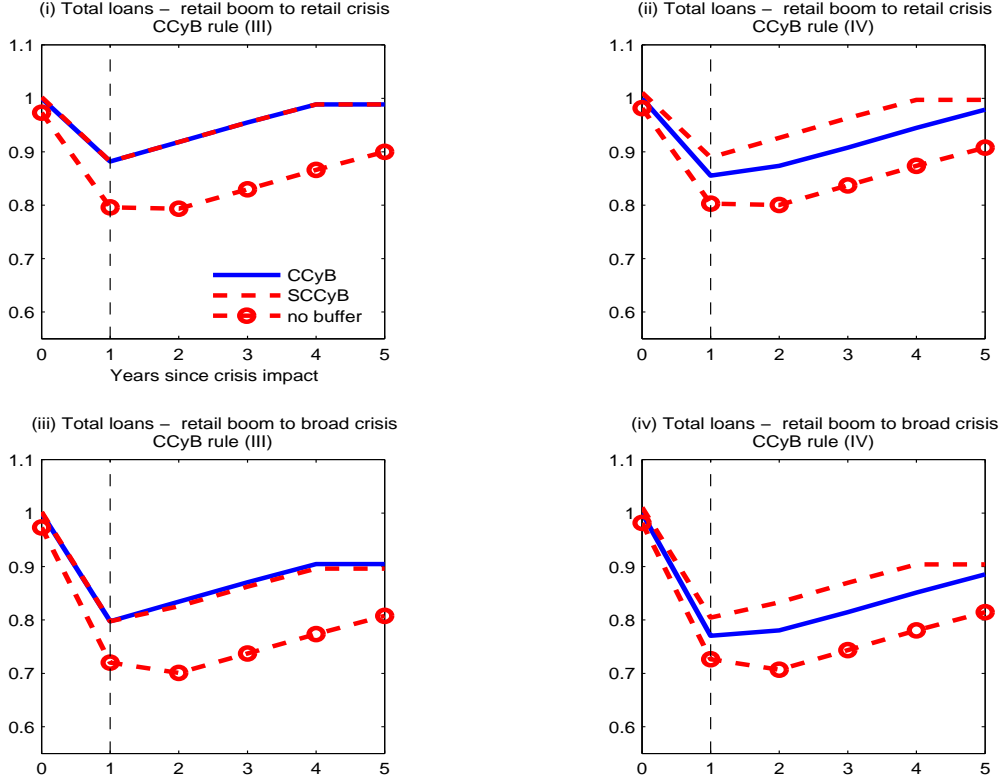 (i) Total loans – retail boom to retail crisis
CCyB rule (III)
1.1
1
0.9
0.8
0.7
0.6
0 1 2 3 4 5
Years since crisis impact
CCyB
SCCyB
no buffer
(ii) Total loans – retail boom to retail crisis
CCyB rule (IV)
1.1
1
0.9
0.8
0.7
0.6
0 1 2 3 4 5
(iii) Total loans – retail boom to broad crisis
CCyB rule (III)
1.1
1
0.9
0.8
0.7
0.6
0 1 2 3 4 5
(iv) Total loans – retail boom to broad crisis
CCyB rule (IV)
1.1
1
0.9
0.8
0.7
0.6
0 1 2 3 4 5